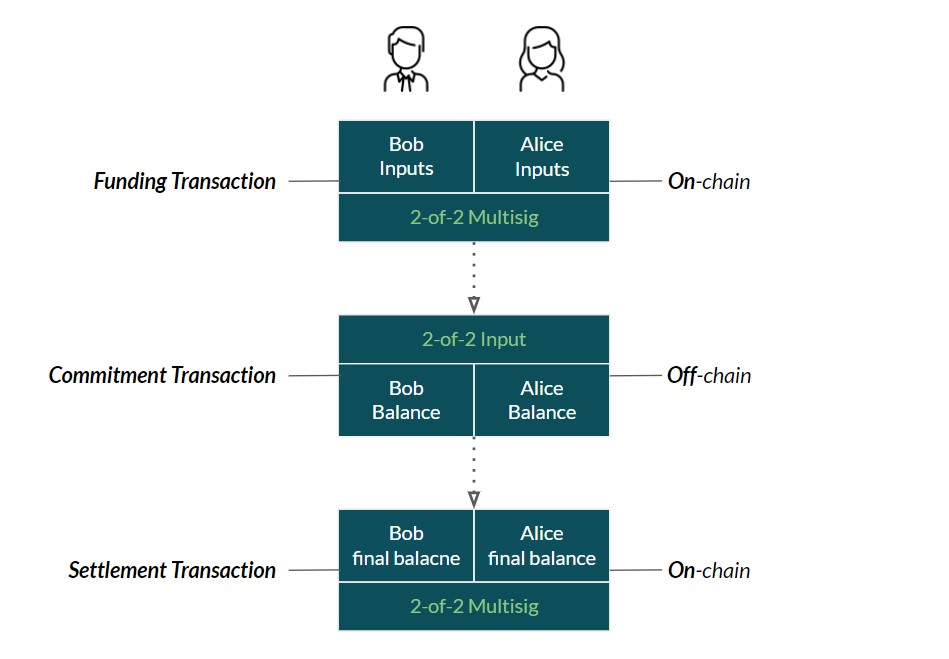 Bob
Inputs
Alice
Inputs
Funding Transaction
On-chain
2-of-2 Multisig
2-of-2 Input
Commitment Transaction
Off-chain
Bob
Balance
Alice
Balance
Bob
final balacne
Alice
final balance
Settlement Transaction
On-chain
2-of-2 Multisig